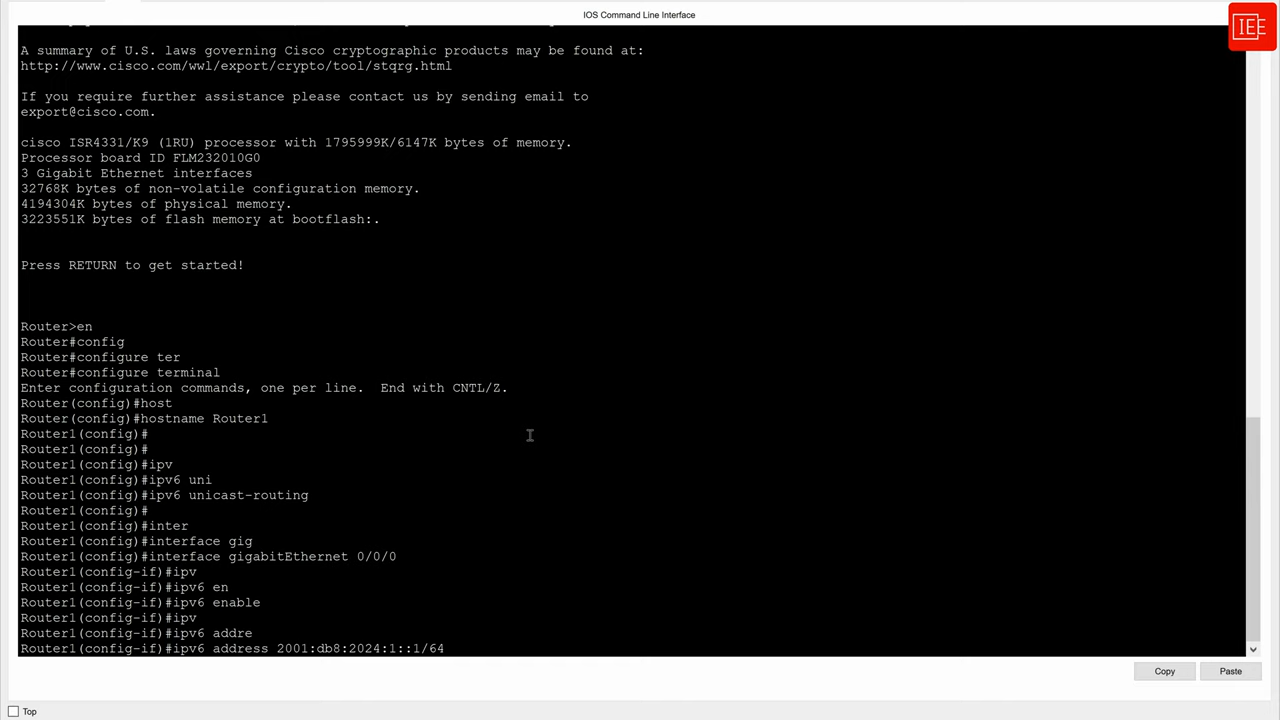 IOS Command Line Interface
IEE
A summary of U.S. laws governing Cisco cryptographic products may be found at:
http://www.cisco.com/wwl/export/crypto/tool/stqrg.html
If you require further assistance please contact us by sending email to
export@cisco.com.
cisco ISR4331/K9 (1RU) processor with 1795999K/6147K bytes of memory.
Processor board ID FLM232010G0
3 Gigabit Ethernet interfaces
32768K bytes of non-volatile configuration memory.
4194304K bytes of physical memory.
3223551K bytes of flash memory at bootflash:.
Press RETURN to get started!
Router>en
Router#config
Router#configure ter
Router#configure terminal
Enter configuration commands, one per line.  End with CNTL/Z.
Router(config)#host
Router(config)#hostname Router1
Router1(config)#
Router1(config)#
Router1(config)#ipv
Router1(config)#ipv6 uni
Router1(config)#ipv6 unicast-routing
Router1(config)#
Router1(config)#inter
Router1(config)#interface gig
Router1(config)#interface gigabitEthernet 0/0/0
Router1(config-if)#ipv
Router1(config-if)#ipv6 en
Router1(config-if)#ipv6 enable
Router1(config-if)#ipv
Router1(config-if)#ipv6 addre
Router1(config-if)#ipv6 address 2001:db8:2024:1::1/64
Copy
Paste
Top